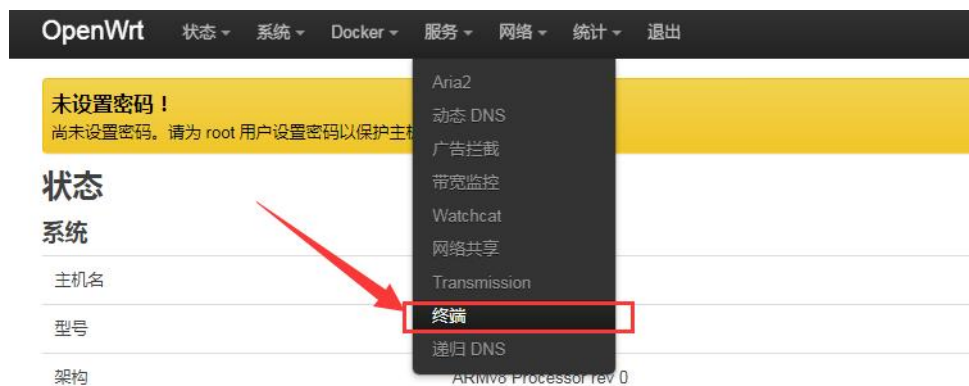 OpenWrt 状态 系统 Docker 服务 网络 统计 退出
Aria2
动态 DNS
广告拦截
带宽监控
Watchcat
网络共享
Transmission
终端
递归 DNS
未设置密码！
尚未设置密码。请为 root 用户设置密码以保护主机
状态
系统
主机名
型号
架构 ARMv8 Processor rev 0